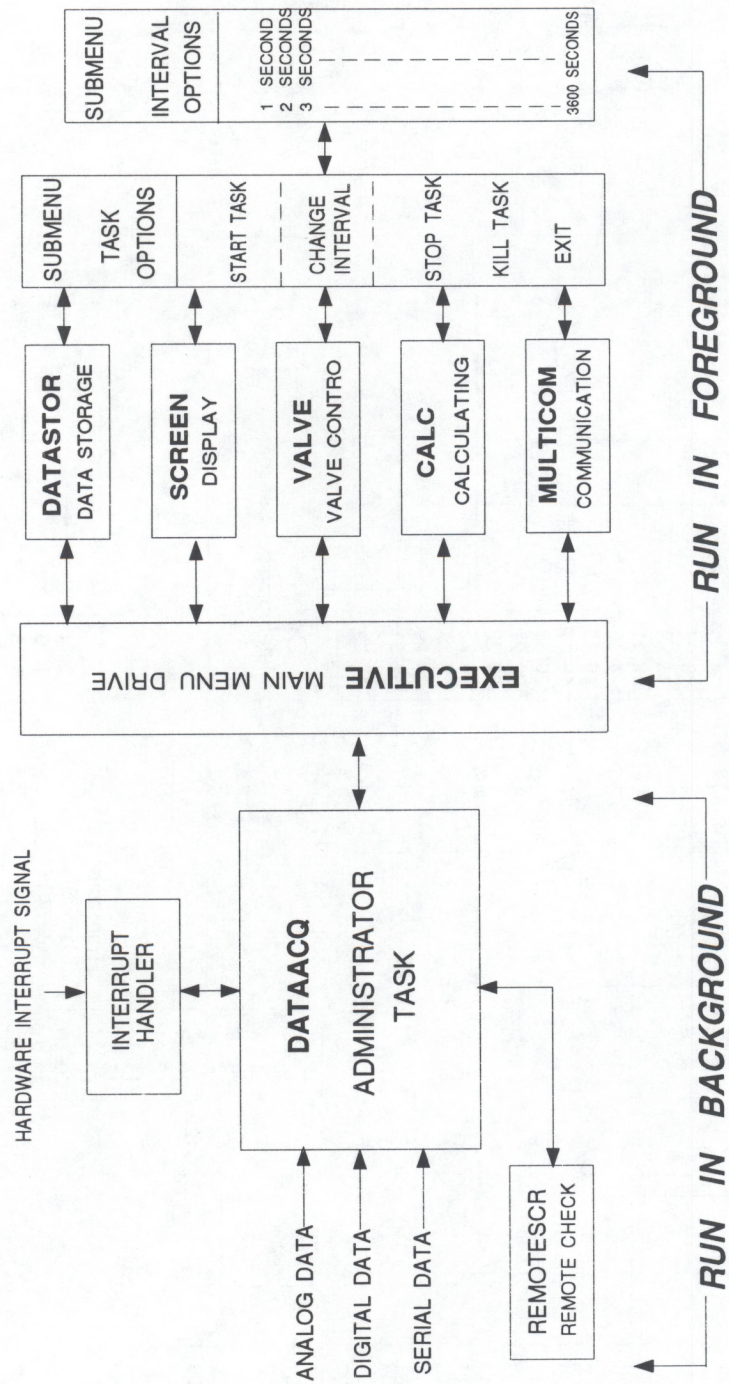 HARDWARE INTERRUPT SIGNAL
INTERRUPT
HANDLER
ANALOG DATA
DIGITAL DATA
SERIAL DATA
DATAACQ
ADMINISTRATOR
TASK
REMOTESCR
REMOTE CHECK
EXECUTIVE MAIN MENU DRIVE
DATASTOR
DATA STORAGE
SCREEN
DISPLAY
VALVE
VALVE CONTRO
CALC
CALCULATING
MULTICOM
COMMUNICATION
SUBMENU
TASK
OPTIONS
START TASK
CHANGE
INTERVAL
STOP TASK
KILL TASK
EXIT
SUBMENU
INTERVAL
OPTIONS
1 SECOND
2 SECONDS
3 SECONDS
3600 SECONDS
RUN IN BACKGROUND
RUN IN FOREGROUND